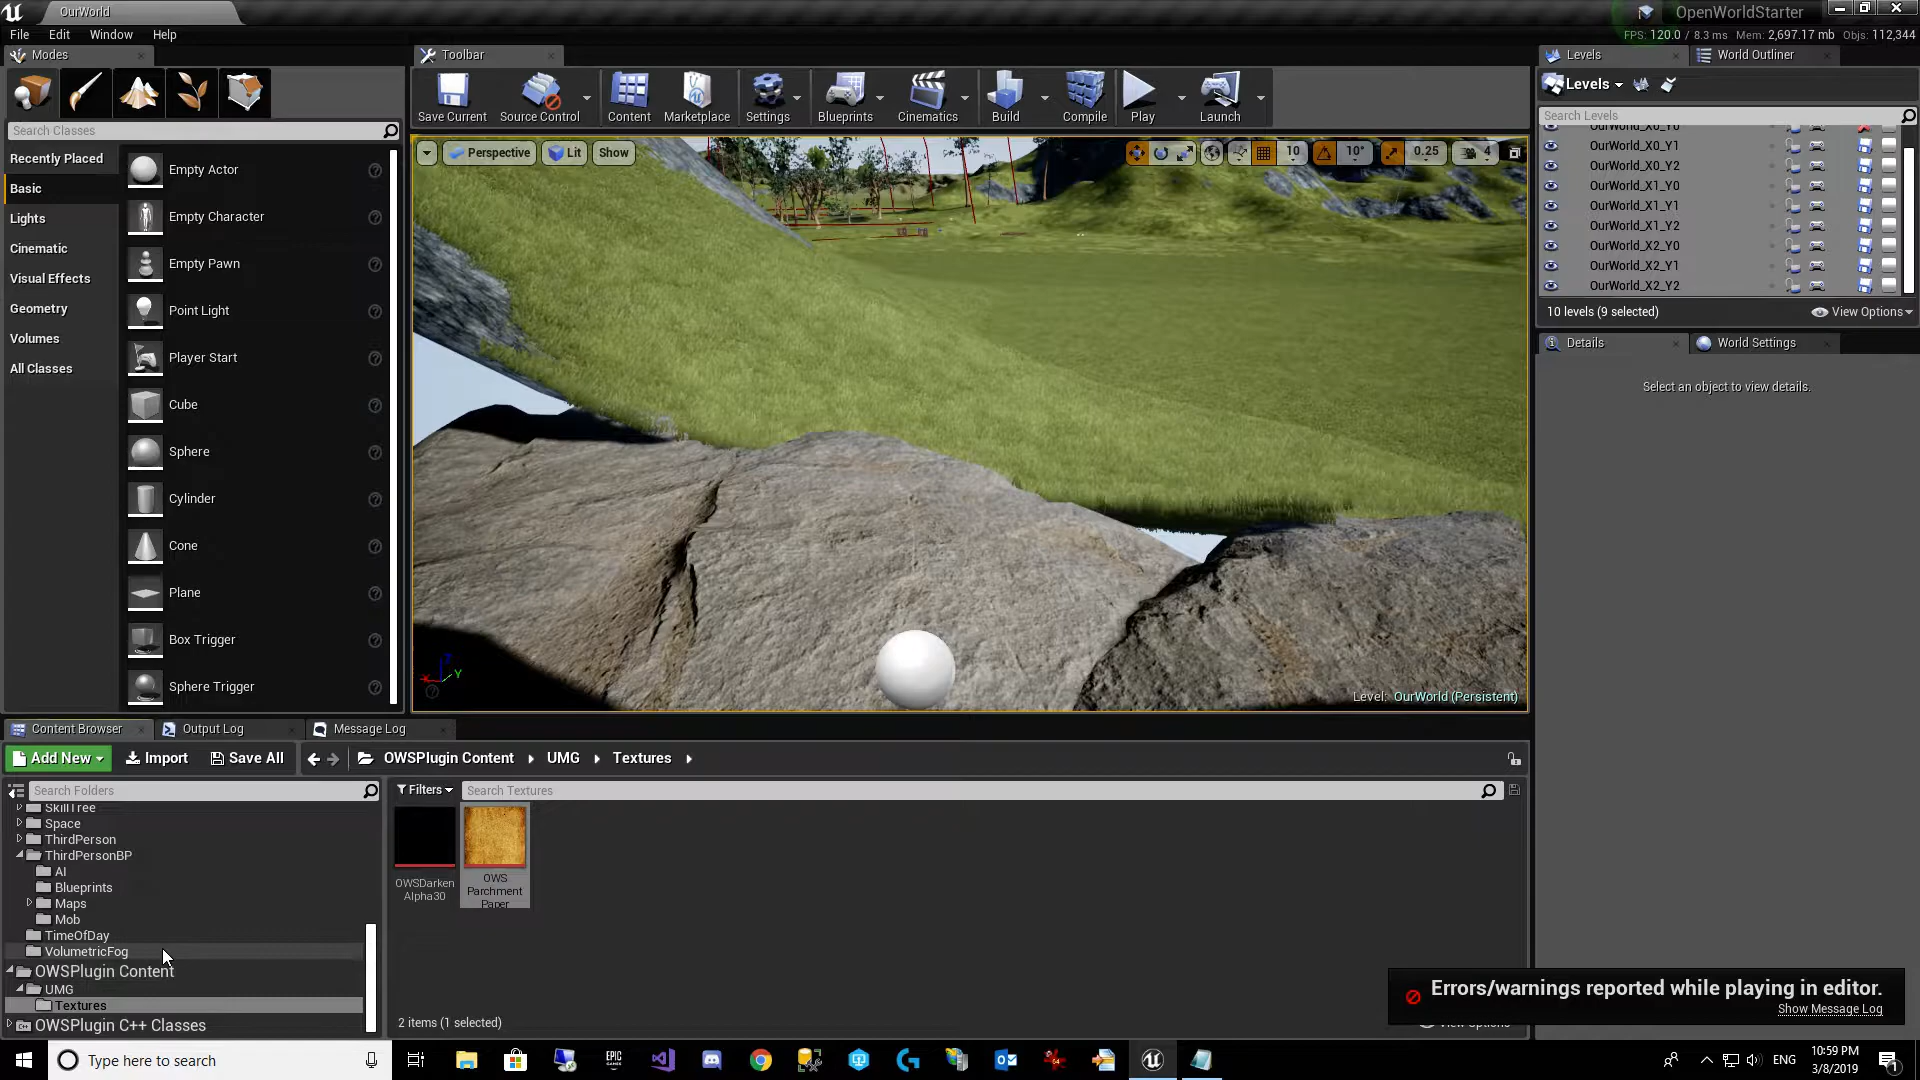 OurWorld
OpenWorldStarter
File Edit Window Help
FPS: 120.0 / 8.3 ms Mem: 2,697.17 mb Objs: 112,344
Modes
Toolbar
Levels
World Outliner
Save Current
Source Control
Content
Marketplace
Settings
Blueprints
Cinematics
Build
Compile
Play
Launch
Levels
Search Classes
Search Levels
Recently Placed
Basic
Lights
Cinematic
Visual Effects
Geometry
Volumes
All Classes
Empty Actor
Empty Character
Empty Pawn
Point Light
Player Start
Cube
Sphere
Cylinder
Cone
Plane
Box Trigger
Sphere Trigger
Perspective
Lit
Show
10
10°
0.25
4
X
Y
Level: OurWorld (Persistent)
OurWorld_X0_Y0
OurWorld_X0_Y1
OurWorld_X0_Y2
OurWorld_X1_Y0
OurWorld_X1_Y1
OurWorld_X1_Y2
OurWorld_X2_Y0
OurWorld_X2_Y1
OurWorld_X2_Y2
10 levels (9 selected)
View Options
Details
World Settings
Select an object to view details.
Content Browser
Output Log
Message Log
Add New
Import
Save All
OWSPlugin Content
UMG
Textures
Search Folders
Filters
Search Textures
SkillTree
Space
ThirdPerson
ThirdPersonBP
AI
Blueprints
Maps
Mob
TimeOfDay
VolumetricFog
OWSPlugin Content
UMG
Textures
OWSPlugin C++ Classes
OWSDarken
Alpha30
OWS
Parchment
Paper
2 items (1 selected)
View Options
Errors/warnings reported while playing in editor.
Show Message Log
Type here to search
ENG
10:59 PM
3/8/2019